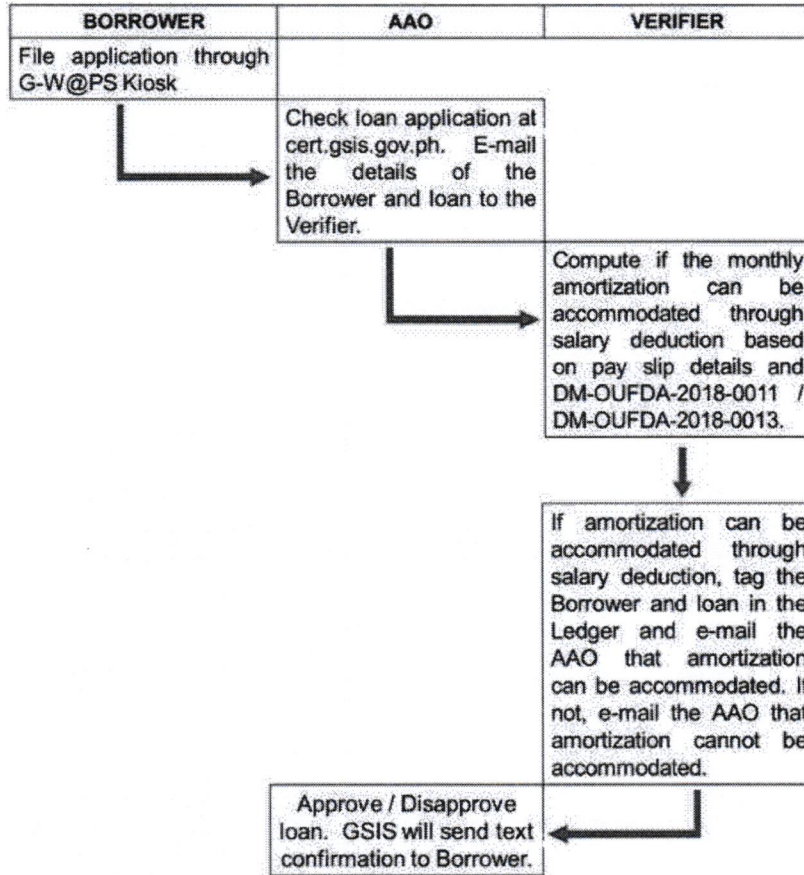 BORROWER AAO VERIFIER
File application through
G-W@PS Kiosk
Check loan application at
cert.gsis.gov.ph. E-mail
the details of the
Borrower and loan to the
Verifier.
Compute if the monthly
amortization can be
accommodated through
salary deduction based
on pay slip details and
DM-OUFDA-2018-0011 /
DM-OUFDA-2018-0013.
If amortization can be
accommodated through
salary deduction, tag the
Borrower and loan in the
Ledger and e-mail the
AAO that amortization
can be accommodated. If
not, e-mail the AAO that
amortization cannot be
accommodated.
Approve / Disapprove
loan. GSIS will send text
confirmation to Borrower.